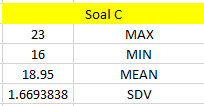 Soal C
23 MAX
16 MIN
18.95 MEAN
1.6693838 SDV